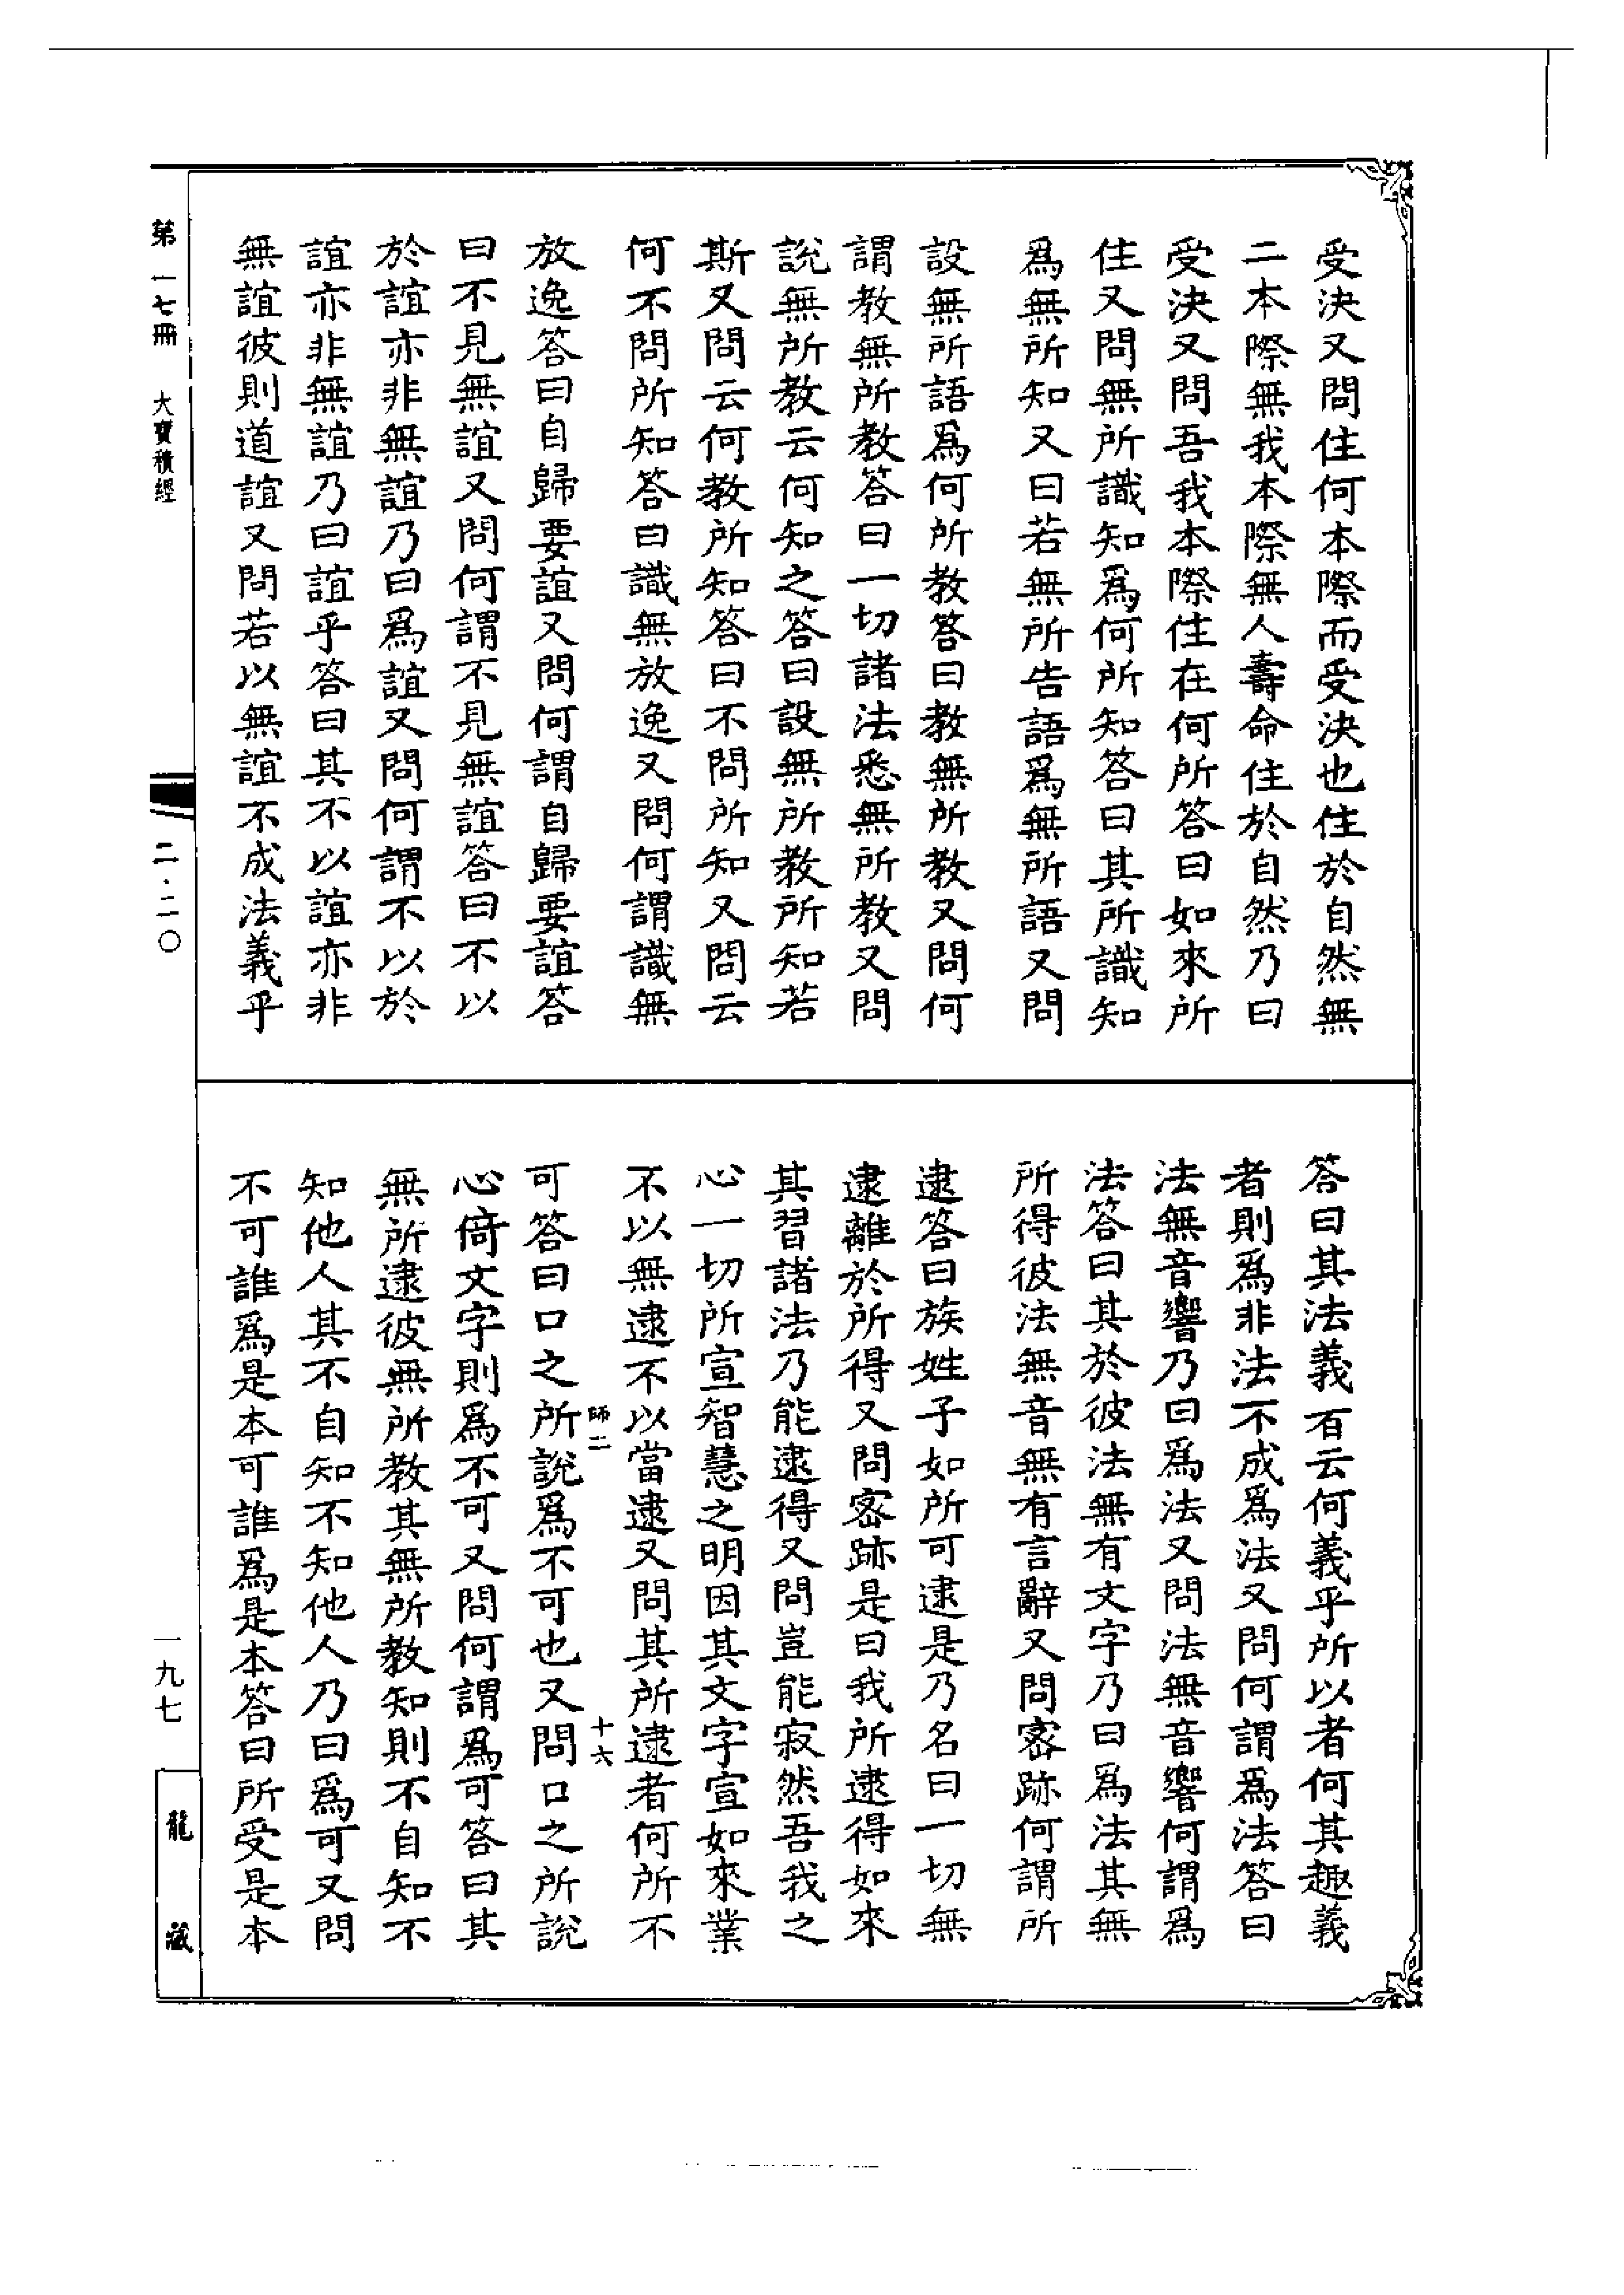 受決又問住何本際而受決也住於自然無
二本際無我本際無人壽命住於自然乃曰
受決又問吾我本際住在何所答曰如來所
住又問無所識知爲何所知答曰其所識知
爲無所知又曰若無所告語爲無所語又問
設無所語爲何所教答曰教無所教又問何
謂教無所教答曰一切諸法悉無所教又問
說無所教云何知之答曰設無所教所知若
斯又問云何教所知答曰不問所知又問云
何不問所知答曰識無放逸又問何謂識無
放逸答曰自歸要誼又問何謂自歸要誼答
曰不見無誼又問何謂不見無誼答曰不以
於誼亦非無誼乃曰爲誼又問何謂不以於
誼亦非無誼乃曰誼乎答曰其不以誼亦非
無誼彼則道誼又問若以無誼不成法義乎
答曰其法義有云何義乎所以者何其趣義
者則爲非法不成爲法又問何謂爲法答曰
法無音響乃曰爲法又問法無音響何謂爲
法答曰其於彼法無有文字乃曰爲法其無
所得彼法無音無有言辭又問密跡何謂所
逮答曰族姓子如所可逮是乃名曰一切無
逮離於所得又問密跡是曰我所逮得如來
其習諸法乃能逮得又問豈能寂然吾我之
心一切所宣智慧之明因其文字宣如來業
不以無逮不以當逮又問其所逮者何所不
師二 十六
可答曰口之所說爲不可也又問口之所說
心倚文字則爲不可又問何謂爲可答曰其
無所逮彼無所教其無所教知則不自知不
知他人其不自知不知他人乃曰爲可又問
不可誰爲是本可誰爲是本答曰所受是本
第一七冊 大寶積經 二·二〇 一九七 龍藏